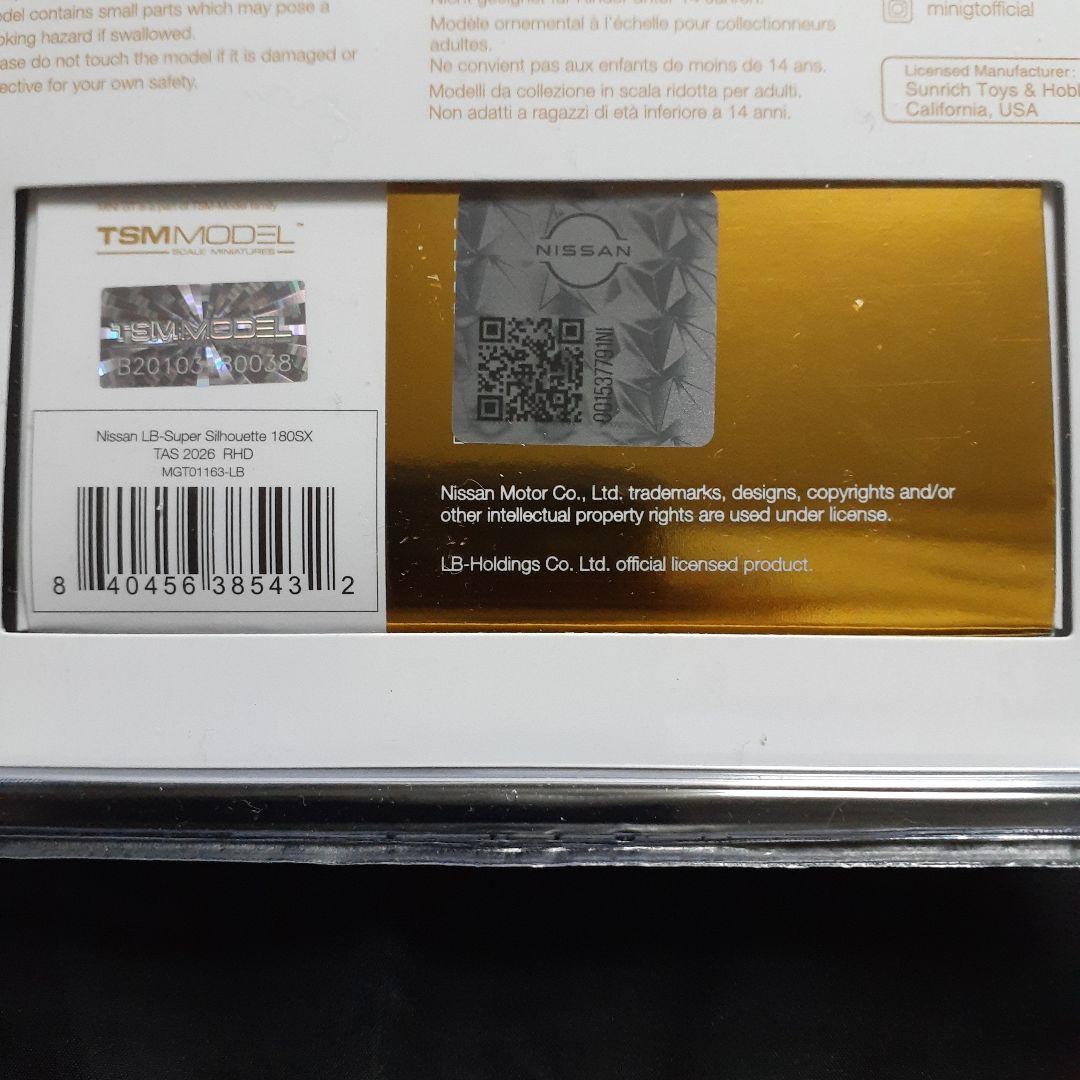 del contains small parts which may pose a
oking hazard if swallowed.
ase do not touch the model if it is damaged or
ective for your own safety.
Modèle ornemental à l'échelle pour collectionneurs
adultes.
Ne convient pas aux enfants de moins de 14 ans.
Modelli da collezione in scala ridotta per adulti.
Non adatti a ragazzi di età inferiore a 14 anni.
minigtofficial
Licensed Manufacturer:
Sunrich Toys & Hobb
California, USA
TSMMODEL™
SCALE MINIATURES
TSMMODEL
B20103180038
Nissan LB-Super Silhouette 180SX
TAS 2026 RHD
MGT01163-LB
8 40456 38543 2
NISSAN
001537791NI
Nissan Motor Co., Ltd. trademarks, designs, copyrights and/or
other intellectual property rights are used under license.
LB-Holdings Co. Ltd. official licensed product.